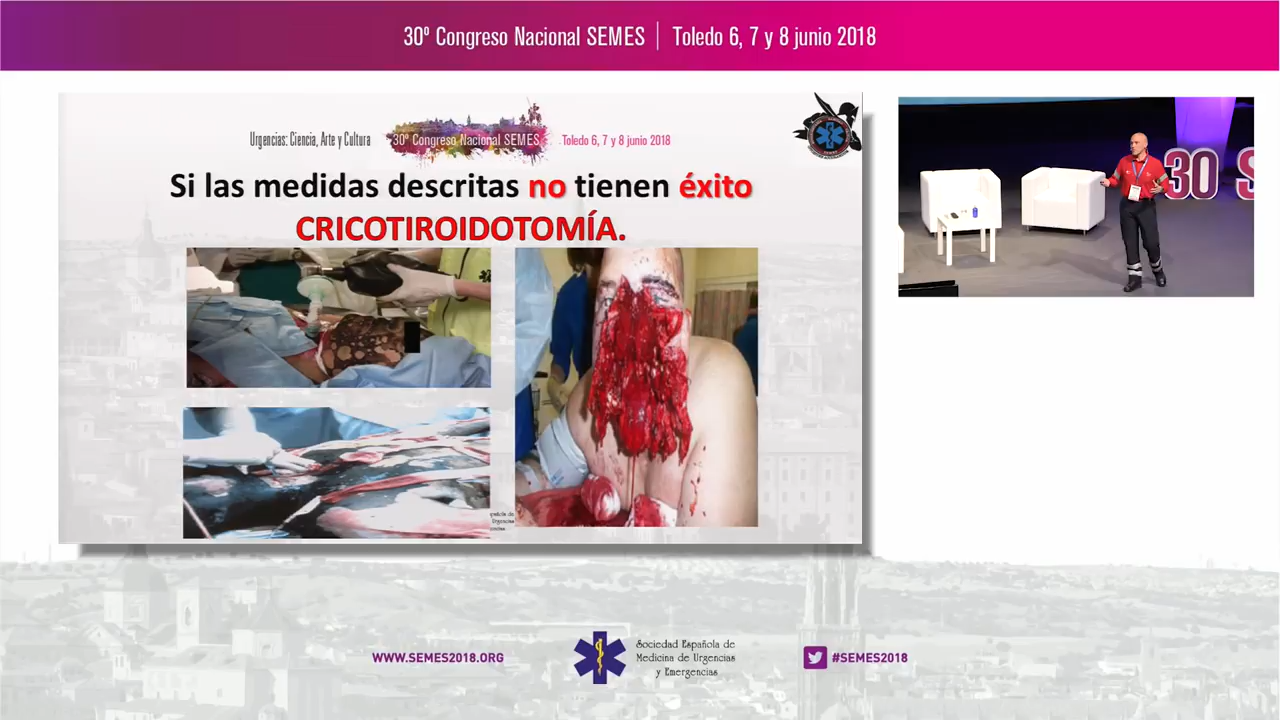 30º Congreso Nacional SEMES | Toledo 6, 7 y 8 junio 2018
Urgencias: Ciencia, Arte y Cultura
30º Congreso Nacional SEMES
Toledo 6, 7 y 8 junio 2018
Si las medidas descritas no tienen éxito
CRICOTIROIDOTOMÍA.
30 S
WWW.SEMES2018.ORG
Sociedad Española de
Medicina de Urgencias
y Emergencias
#SEMES2018